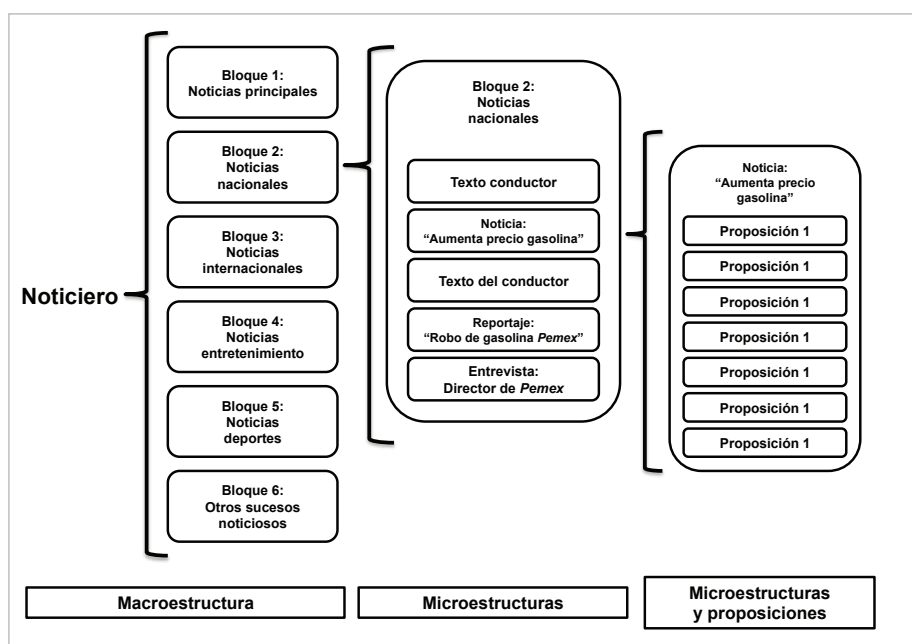 Noticiero
Bloque 1:
Noticias principales
Bloque 2:
Noticias
nacionales
Bloque 3:
Noticias
internacionales
Bloque 4:
Noticias
entretenimiento
Bloque 5:
Noticias
deportes
Bloque 6:
Otros sucesos
noticiosos
Bloque 2:
Noticias
nacionales
Texto conductor
Noticia:
“Aumenta precio gasolina”
Texto del conductor
Reportaje:
“Robo de gasolina Pemex”
Entrevista:
Director de Pemex
Noticia:
“Aumenta precio
gasolina”
Proposición 1
Proposición 1
Proposición 1
Proposición 1
Proposición 1
Proposición 1
Proposición 1
Macroestructura
Microestructuras
Microestructuras
y proposiciones